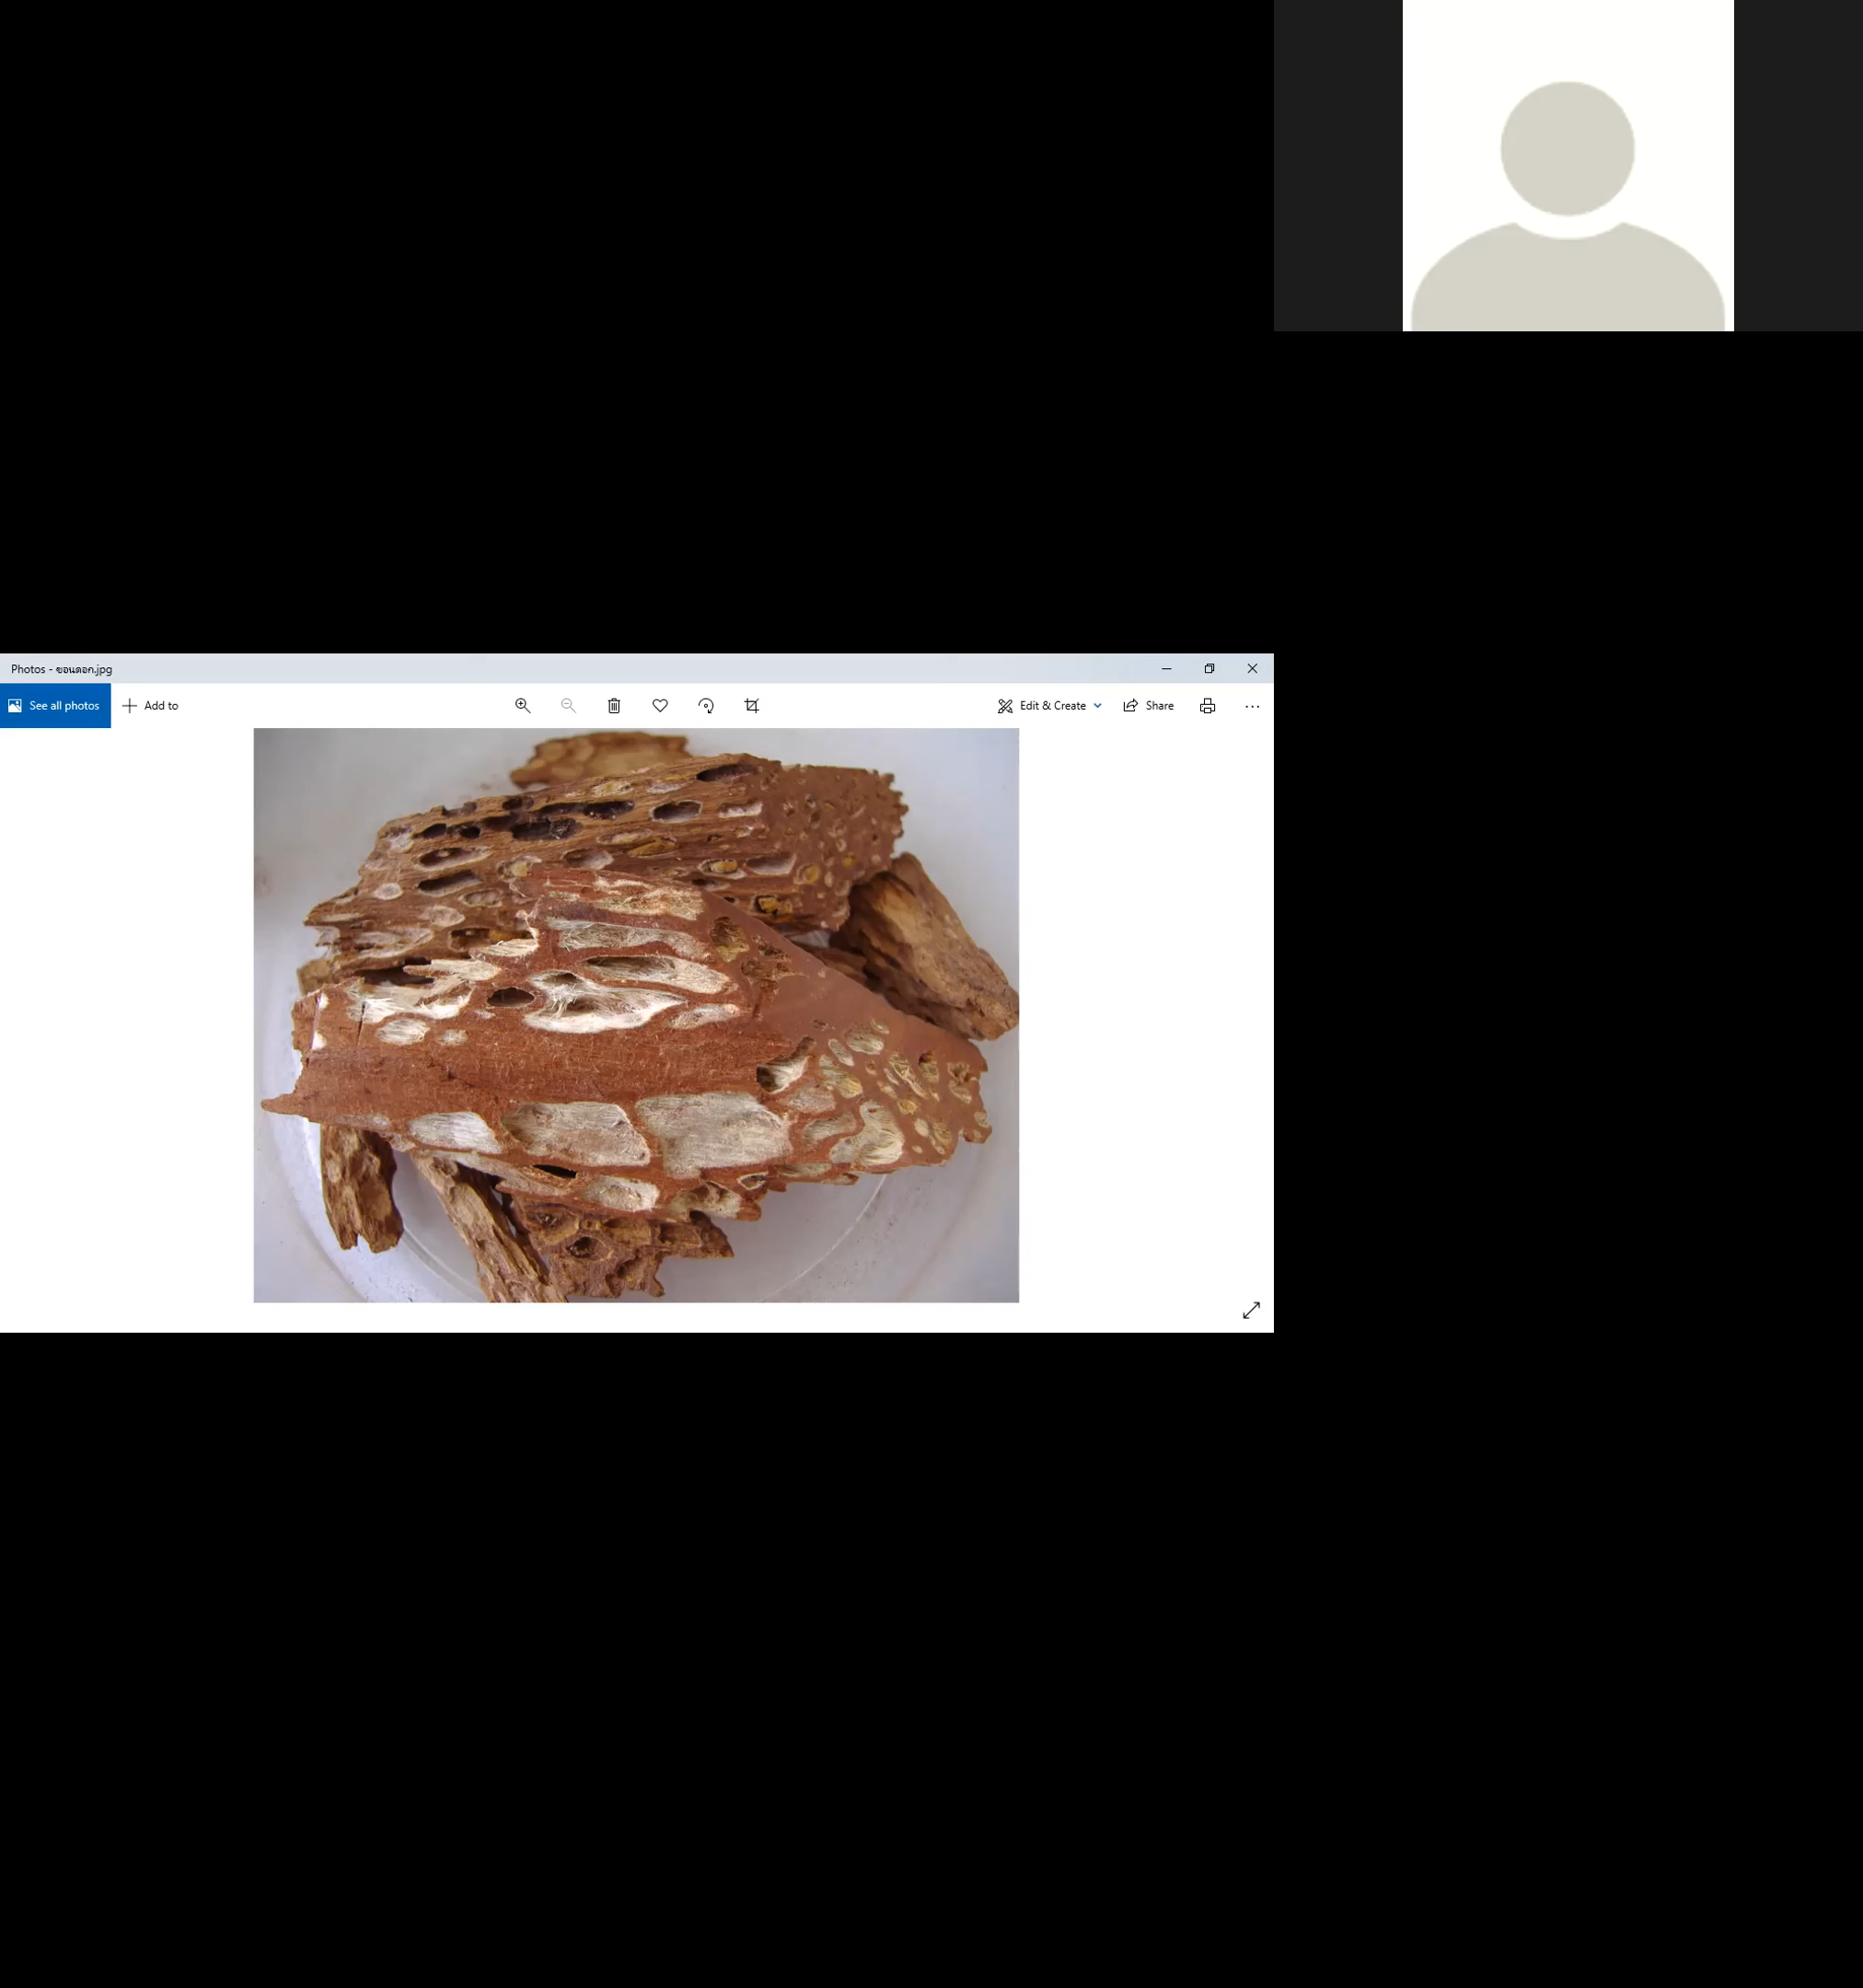 Photos - ขอนดอก.jpg
See all photos
Add to
Edit & Create
Share